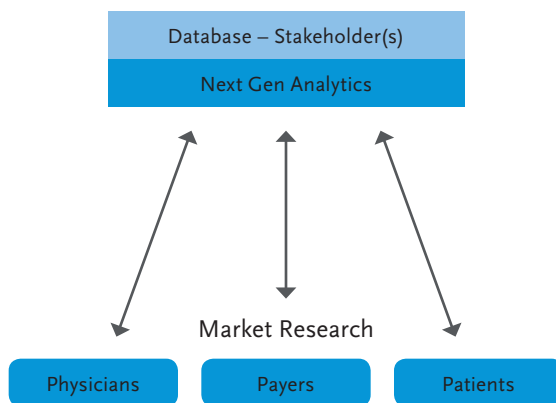 Database – Stakeholder(s)
Next Gen Analytics
Market Research
Physicians
Payers
Patients